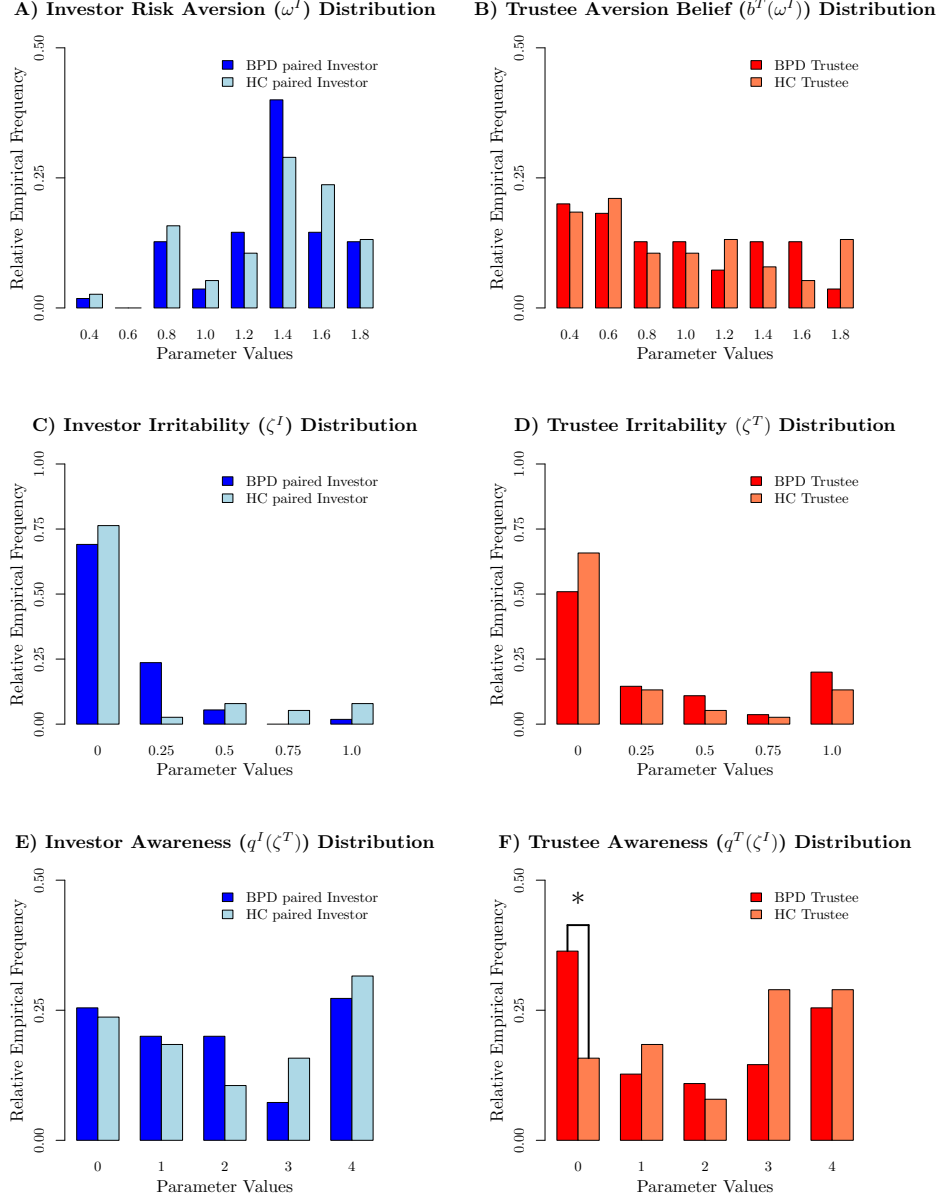 A) Investor Risk Aversion (ω^I) Distribution
Relative Empirical Frequency
0.50
0.25
0.00
BPD paired Investor
HC paired Investor
0.4 0.6 0.8 1.0 1.2 1.4 1.6 1.8
Parameter Values
B) Trustee Aversion Belief (b^T(ω^I)) Distribution
Relative Empirical Frequency
0.50
0.25
0.00
BPD Trustee
HC Trustee
0.4 0.6 0.8 1.0 1.2 1.4 1.6 1.8
Parameter Values
C) Investor Irritability (ζ^I) Distribution
Relative Empirical Frequency
1.00
0.75
0.50
0.25
0.00
BPD paired Investor
HC paired Investor
0 0.25 0.5 0.75 1.0
Parameter Values
D) Trustee Irritability (ζ^T) Distribution
Relative Empirical Frequency
1.00
0.75
0.50
0.25
0.00
BPD Trustee
HC Trustee
0 0.25 0.5 0.75 1.0
Parameter Values
E) Investor Awareness (q^I(ζ^T)) Distribution
Relative Empirical Frequency
0.50
0.25
0.00
BPD paired Investor
HC paired Investor
0 1 2 3 4
Parameter Values
F) Trustee Awareness (q^T(ζ^I)) Distribution
Relative Empirical Frequency
0.50
0.25
0.00
BPD Trustee
HC Trustee
*
0 1 2 3 4
Parameter Values